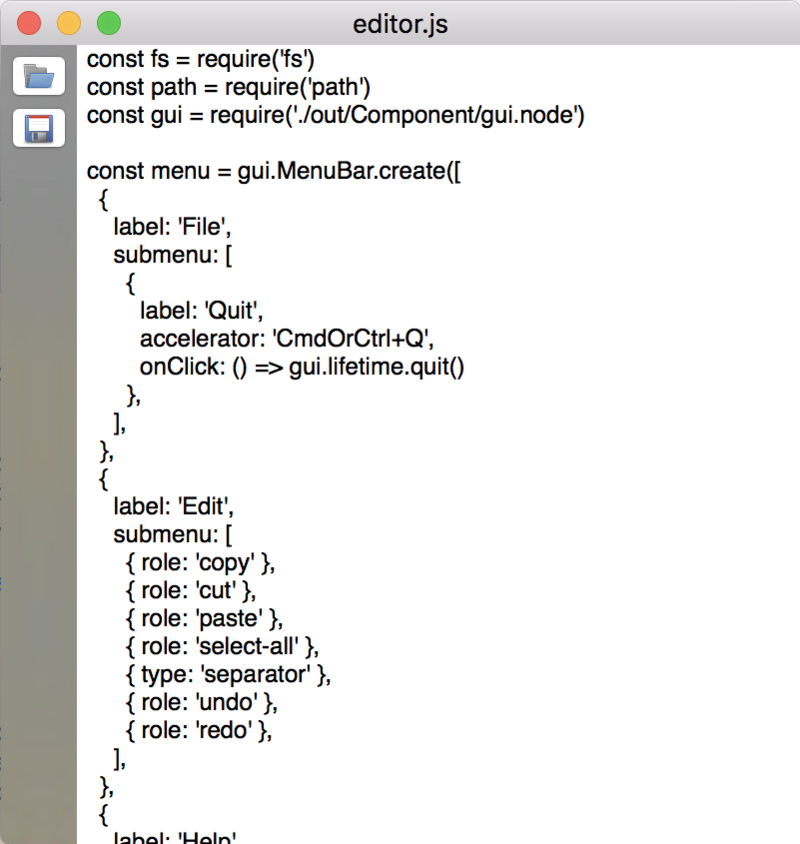 editor.js
const fs = require('fs')
const path = require('path')
const gui = require('./out/Component/gui.node')
const menu = gui.MenuBar.create([
{
label: 'File',
submenu: [
{
label: 'Quit',
accelerator: 'CmdOrCtrl+Q',
onClick: () => gui.lifetime.quit()
},
],
},
{
label: 'Edit',
submenu: [
{ role: 'copy' },
{ role: 'cut' },
{ role: 'paste' },
{ role: 'select-all' },
{ type: 'separator' },
{ role: 'undo' },
{ role: 'redo' },
],
},
{
label: 'Help'